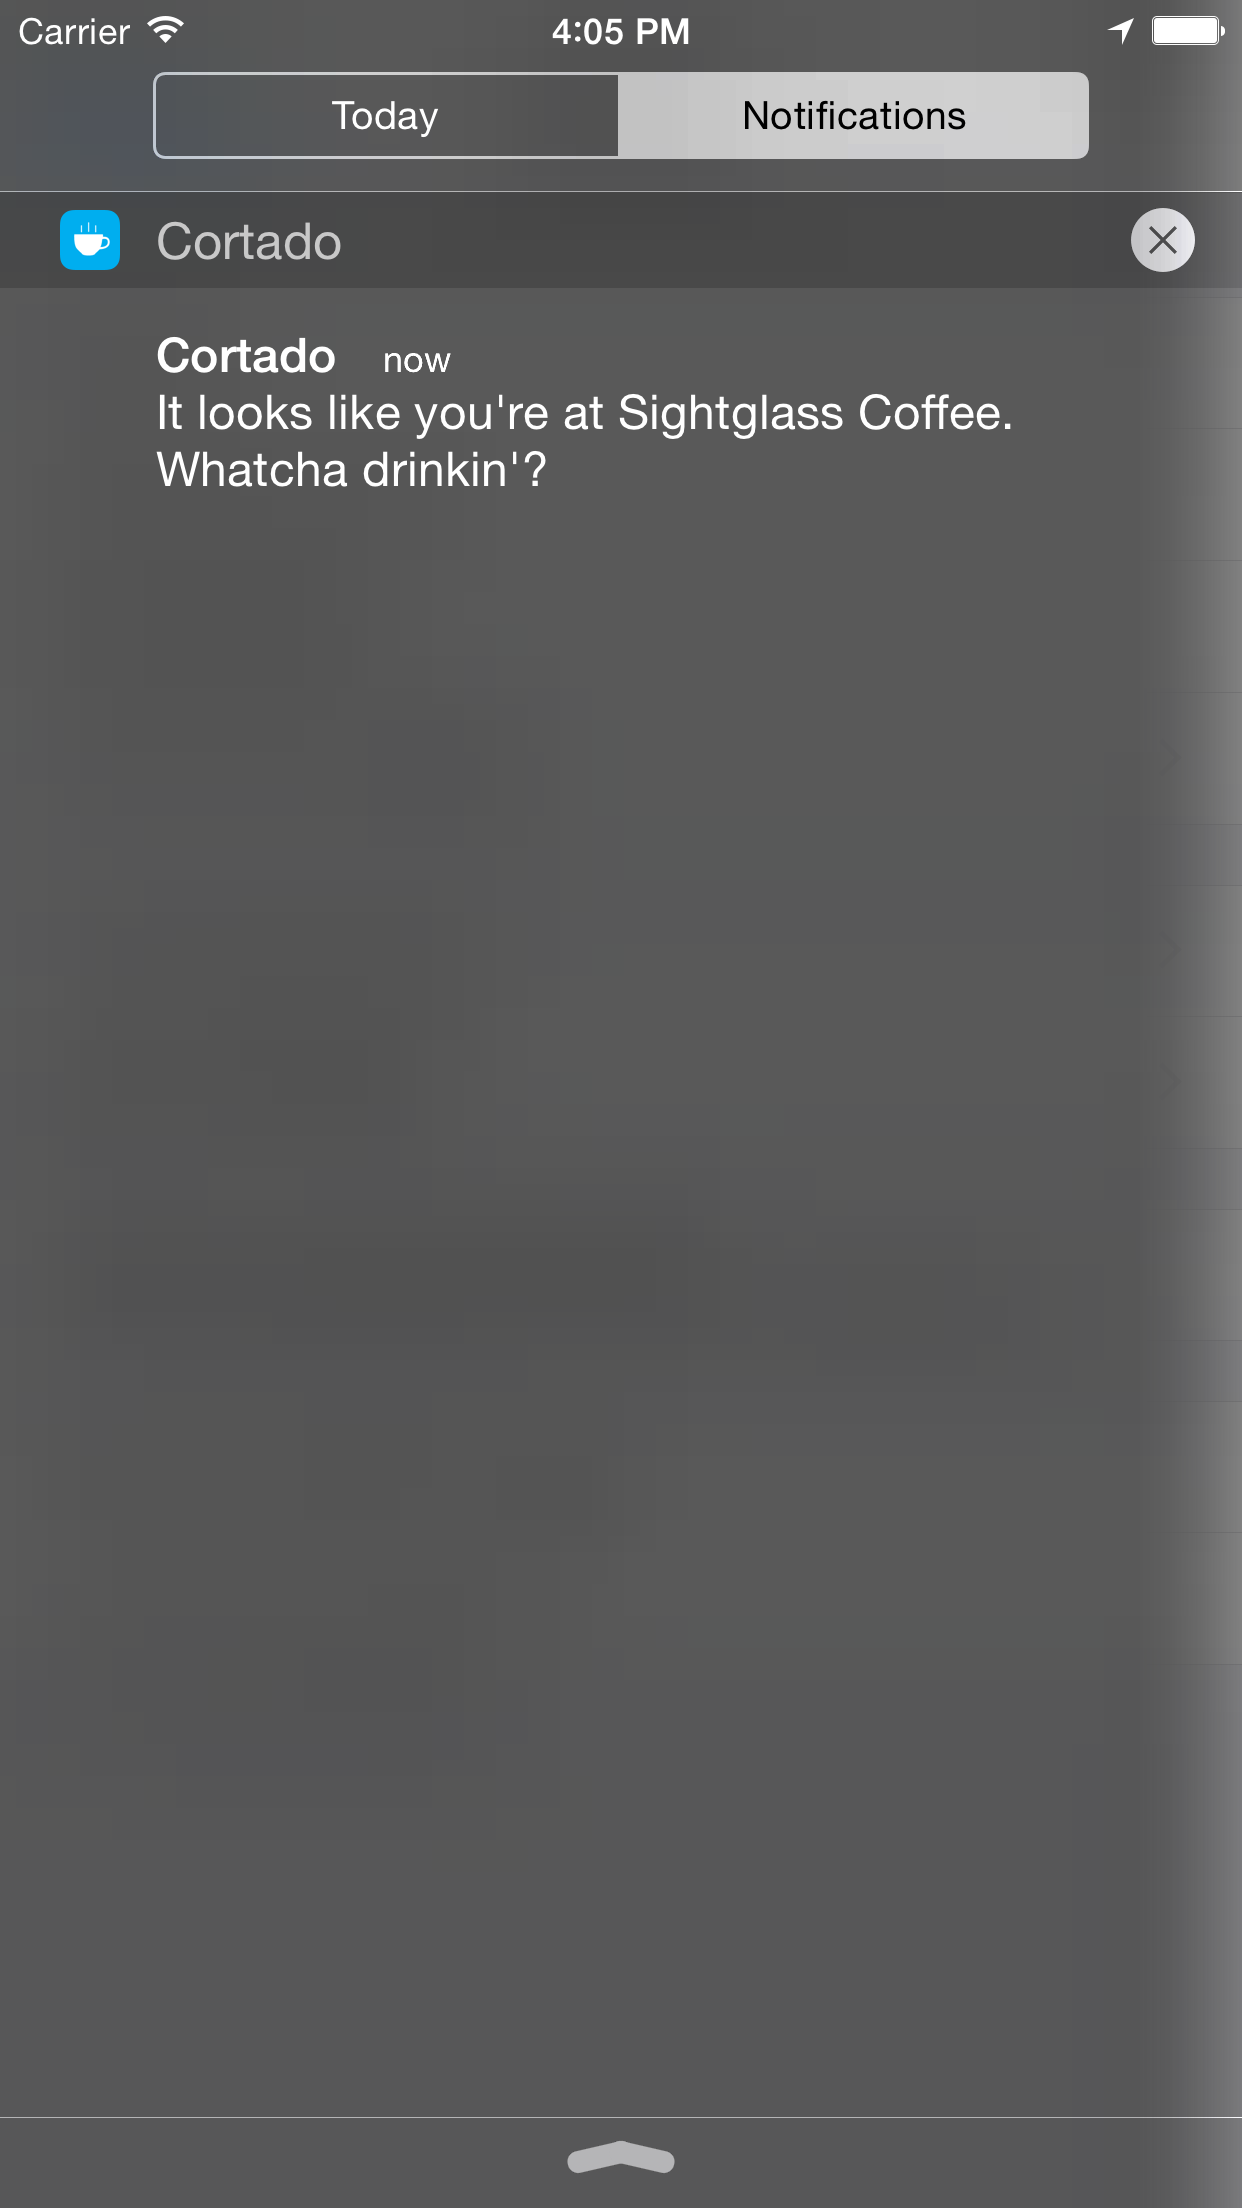 Carrier 4:05 PM
Today Notifications
Cortado
Cortado now
It looks like you're at Sightglass Coffee.
Whatcha drinkin'?